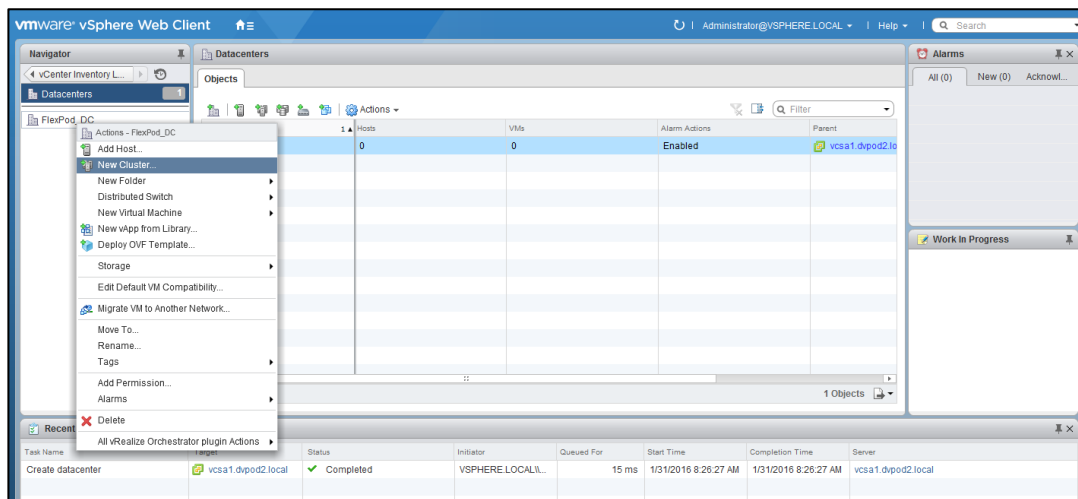 vmware® vSphere Web Client
Administrator@VSPHERE.LOCAL
Help
Search
Navigator
vCenter Inventory L...
Datacenters
1
FlexPod_DC
Datacenters
Objects
Actions
Filter
1 Hosts VMs Alarm Actions Parent
0 0 Enabled vcsa1.dvpod2.lo
1 Objects
Actions - FlexPod_DC
Add Host...
New Cluster...
New Folder
Distributed Switch
New Virtual Machine
New vApp from Library...
Deploy OVF Template...
Storage
Edit Default VM Compatibility...
Migrate VM to Another Network...
Move To...
Rename...
Tags
Add Permission...
Alarms
Delete
All vRealize Orchestrator plugin Actions
Alarms
All (0) New (0) Acknowl...
Work In Progress
Recent
Task Name Target Status Initiator Queued For Start Time Completion Time Server
Create datacenter vcsa1.dvpod2.local Completed VSPHERE.LOCAL\\... 15 ms 1/31/2016 8:26:27 AM 1/31/2016 8:26:27 AM vcsa1.dvpod2.local